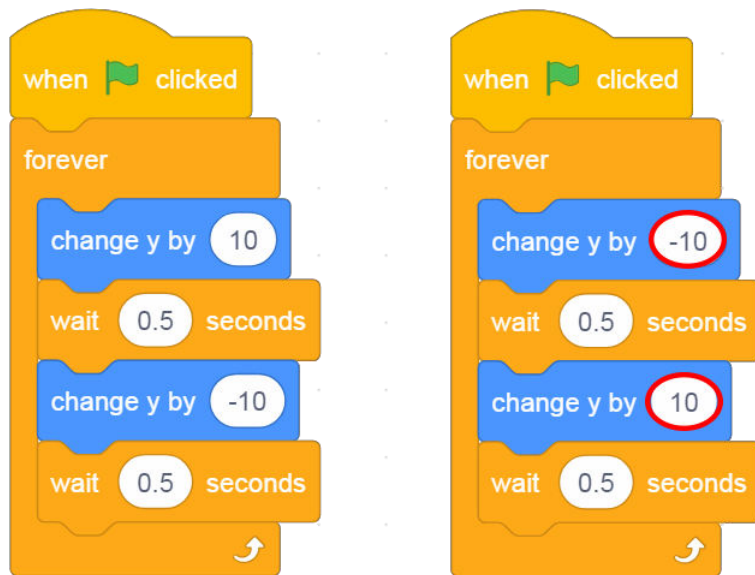 when clicked
forever
change y by 10
wait 0.5 seconds
change y by -10
wait 0.5 seconds
when clicked
forever
change y by -10
wait 0.5 seconds
change y by 10
wait 0.5 seconds